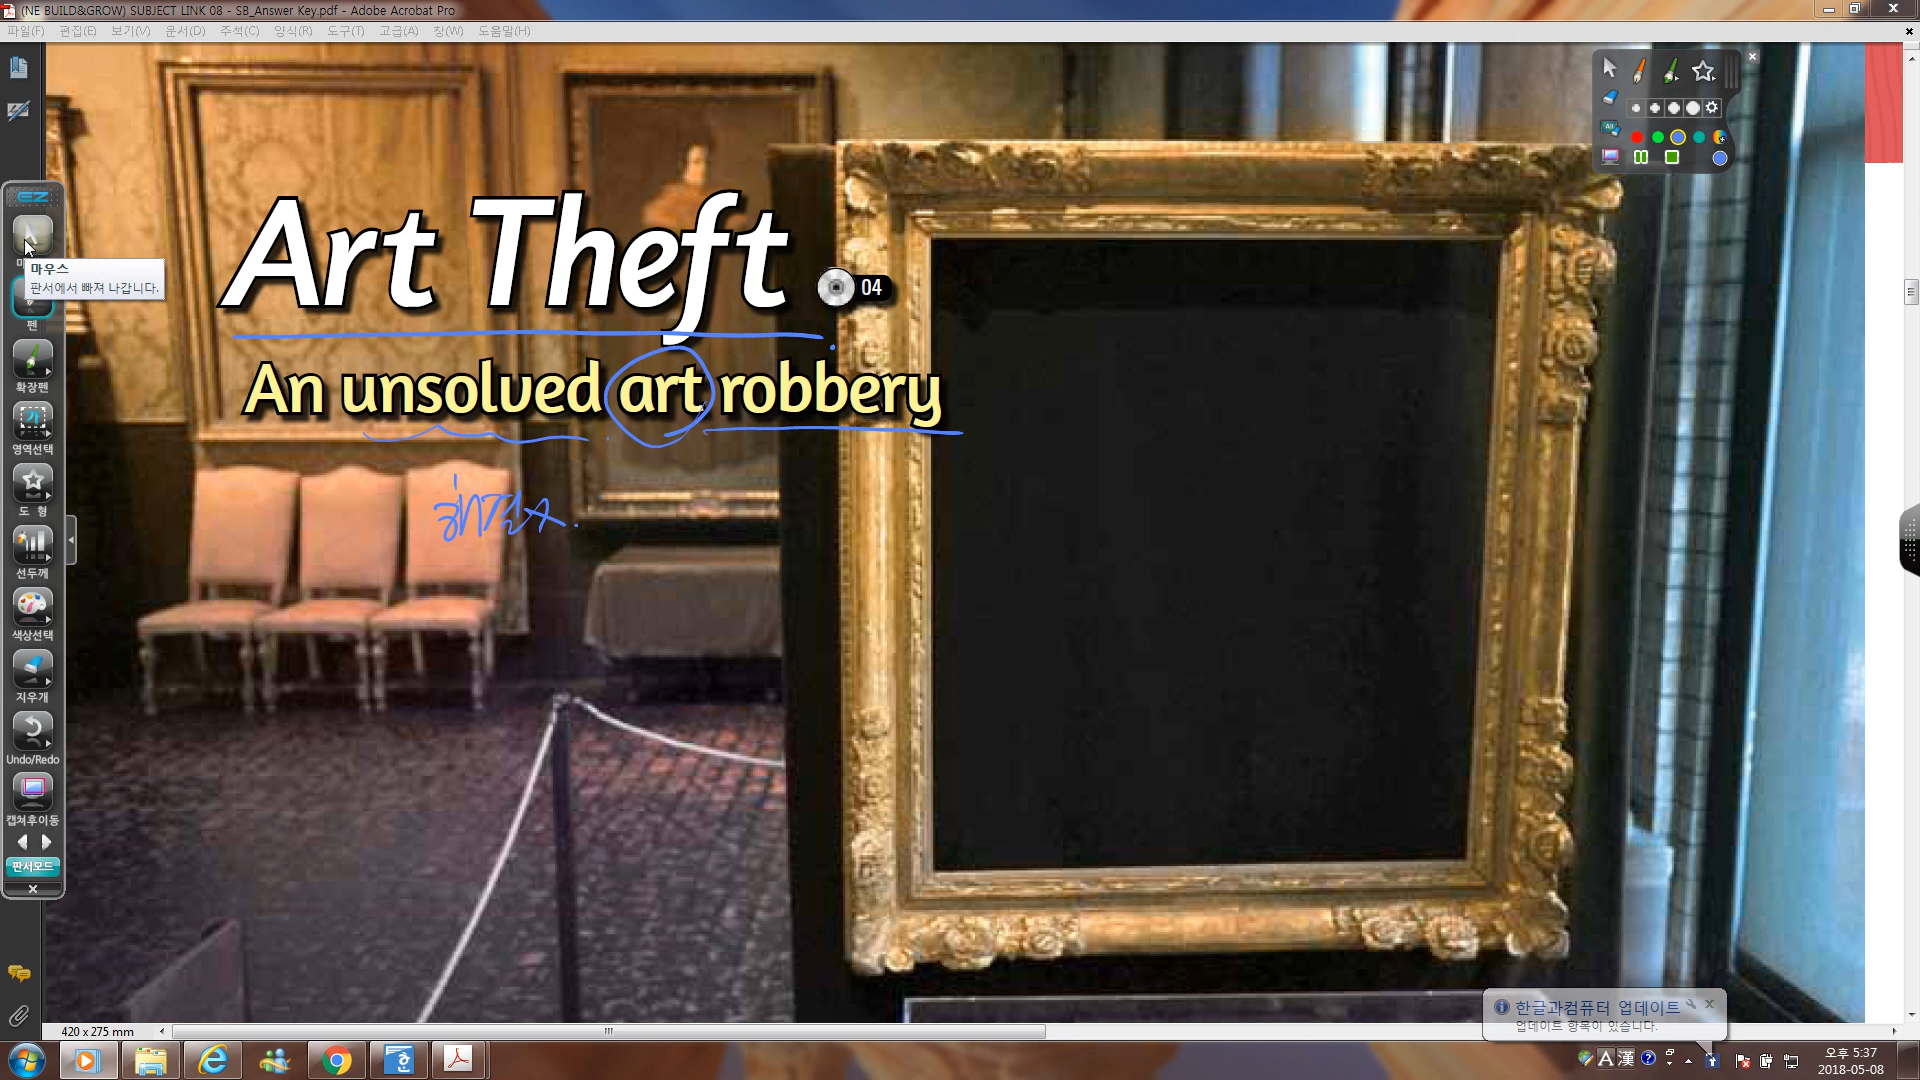 (NE BUILD&GROW) SUBJECT LINK 08 - SB_Answer Key.pdf - Adobe Acrobat Pro
파일(F) 편집(E) 보기(V) 문서(D) 주석(C) 양식(R) 도구(T) 고급(A) 창(W) 도움말(H)
Art Theft
04
An unsolved art robbery
해결X.
EZ
마우스
판서에서 빠져 나갑니다.
펜
확장펜
가
영역선택
도 형
선두께
색상선택
지우개
Undo/Redo
캡쳐후이동
판서모드
All
420 x 275 mm
한글과컴퓨터 업데이트
업데이트 항목이 있습니다.
A 漢
오후 5:37
2018-05-08